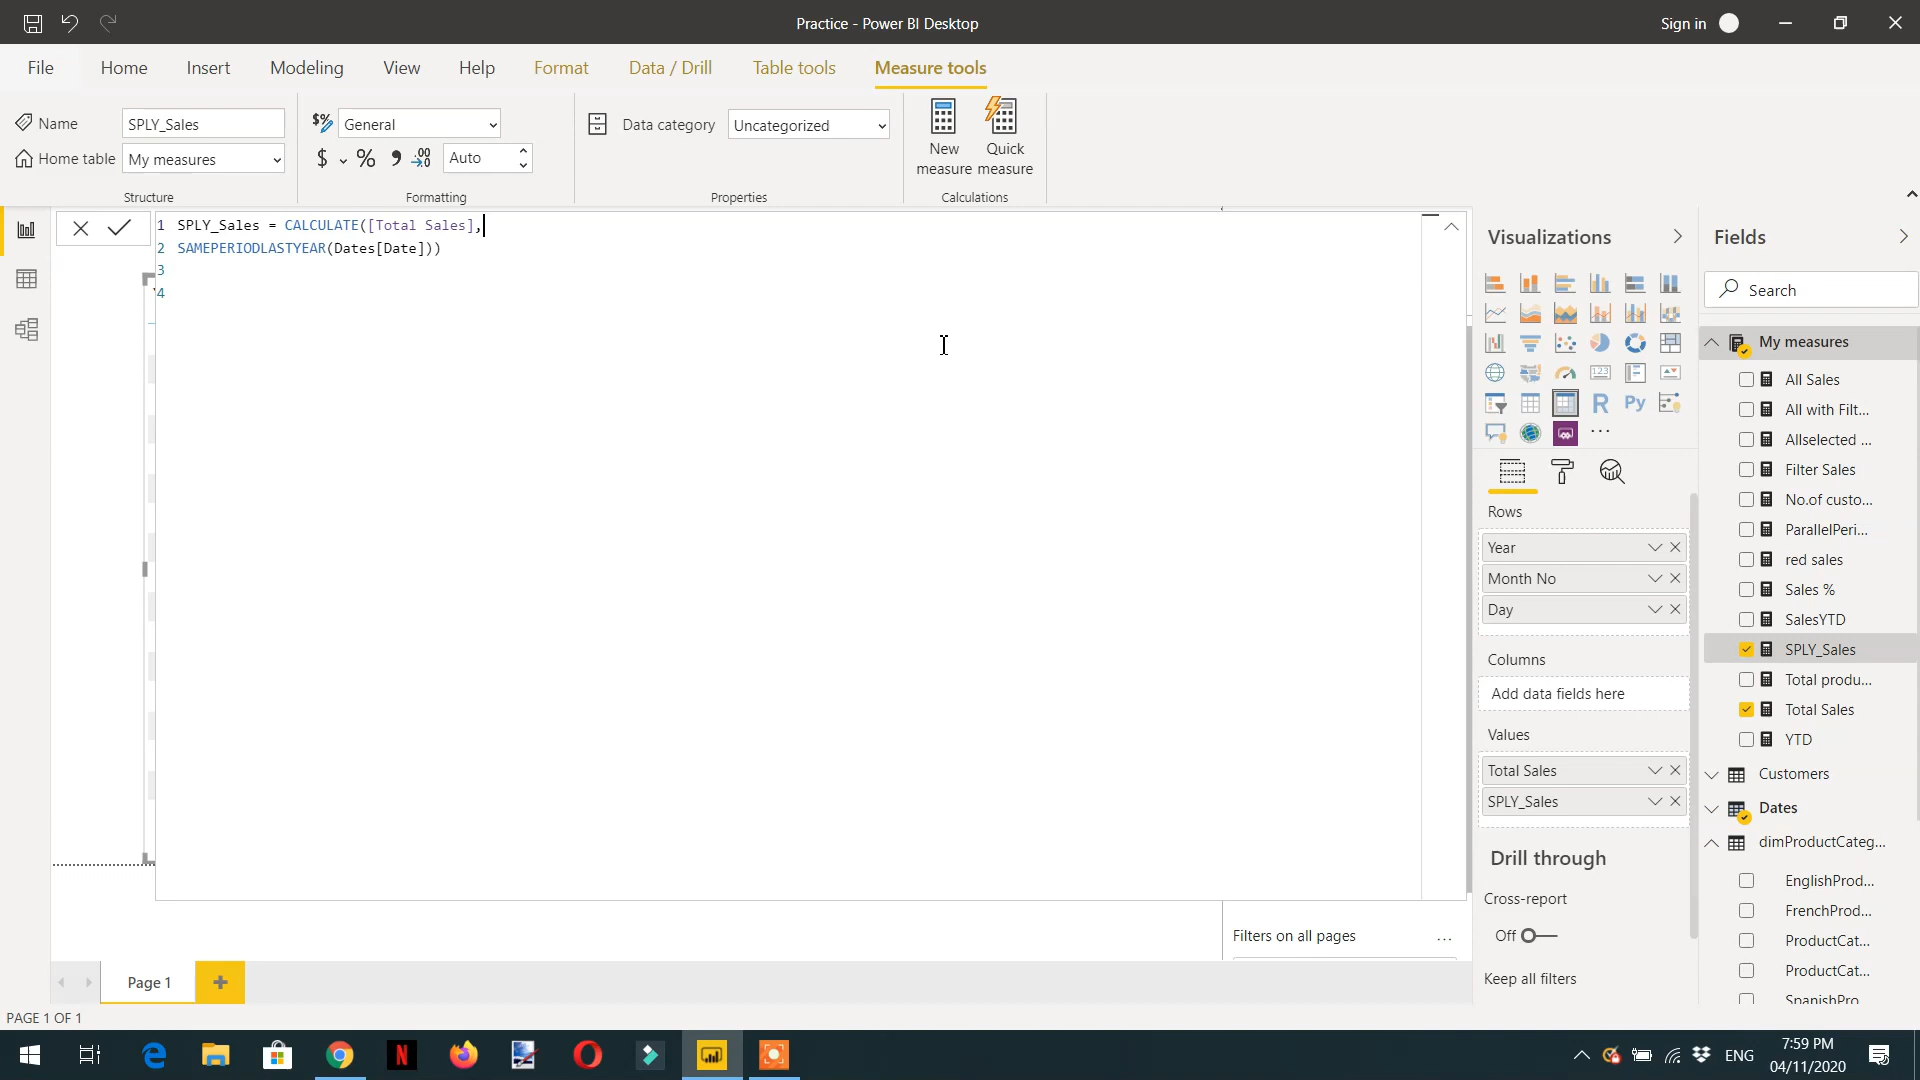 Practice - Power BI Desktop
Sign in
File
Home
Insert
Modeling
View
Help
Format
Data / Drill
Table tools
Measure tools
Name
SPLY_Sales
Home table
My measures
Structure
General
$
%
Auto
Formatting
Data category
Uncategorized
Properties
New
measure
Quick
measure
Calculations
1 SPLY_Sales = CALCULATE([Total Sales],
2 SAMEPERIODLASTYEAR(Dates[Date]))
3
4
Filters on all pages
...
Visualizations
R
Py
123
Rows
Year
Month No
Day
Columns
Add data fields here
Values
Total Sales
SPLY_Sales
Drill through
Cross-report
Off
Keep all filters
Fields
Search
My measures
All Sales
All with Filt...
Allselected ...
Filter Sales
No.of custo...
ParallelPeri...
red sales
Sales %
SalesYTD
SPLY_Sales
Total produ...
Total Sales
YTD
Customers
Dates
dimProductCateg...
EnglishProd...
FrenchProd...
ProductCat...
ProductCat...
SpanishPro
Page 1
PAGE 1 OF 1
ENG
7:59 PM
04/11/2020